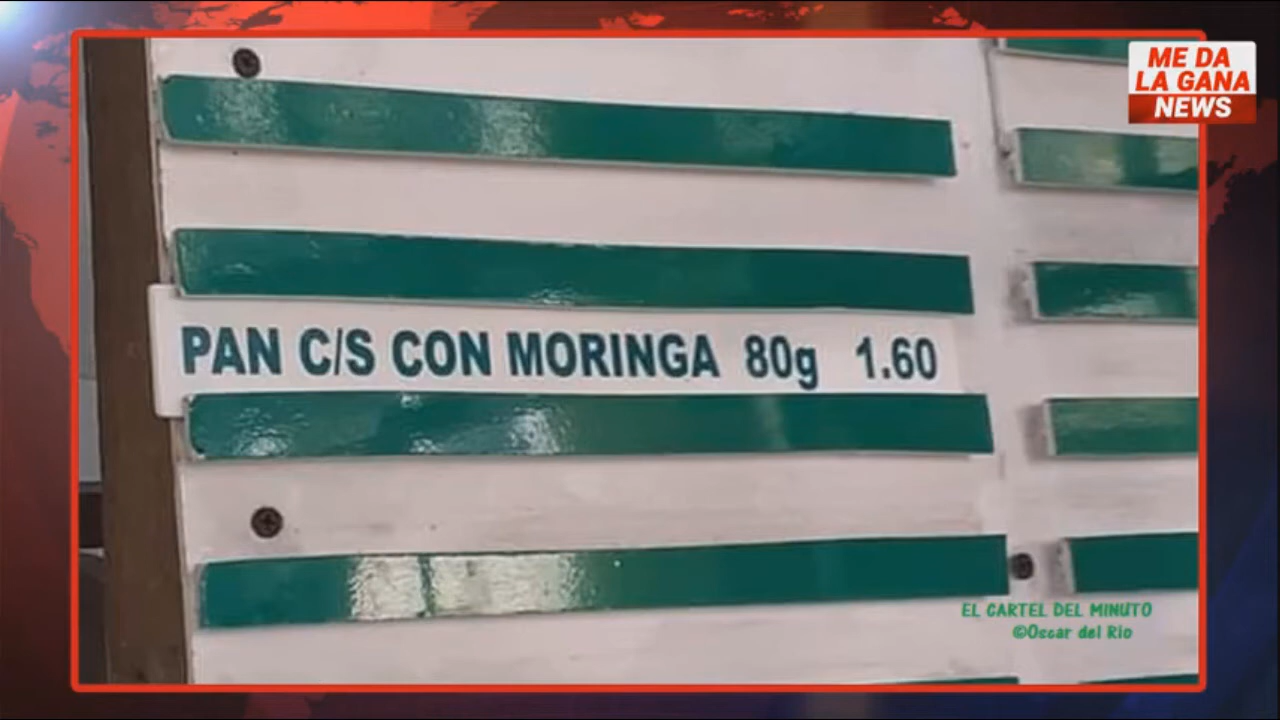 ME DA
LA GANA
NEWS
PAN C/S CON MORINGA 80g 1.60
EL CARTEL DEL MINUTO
©Oscar del Rio